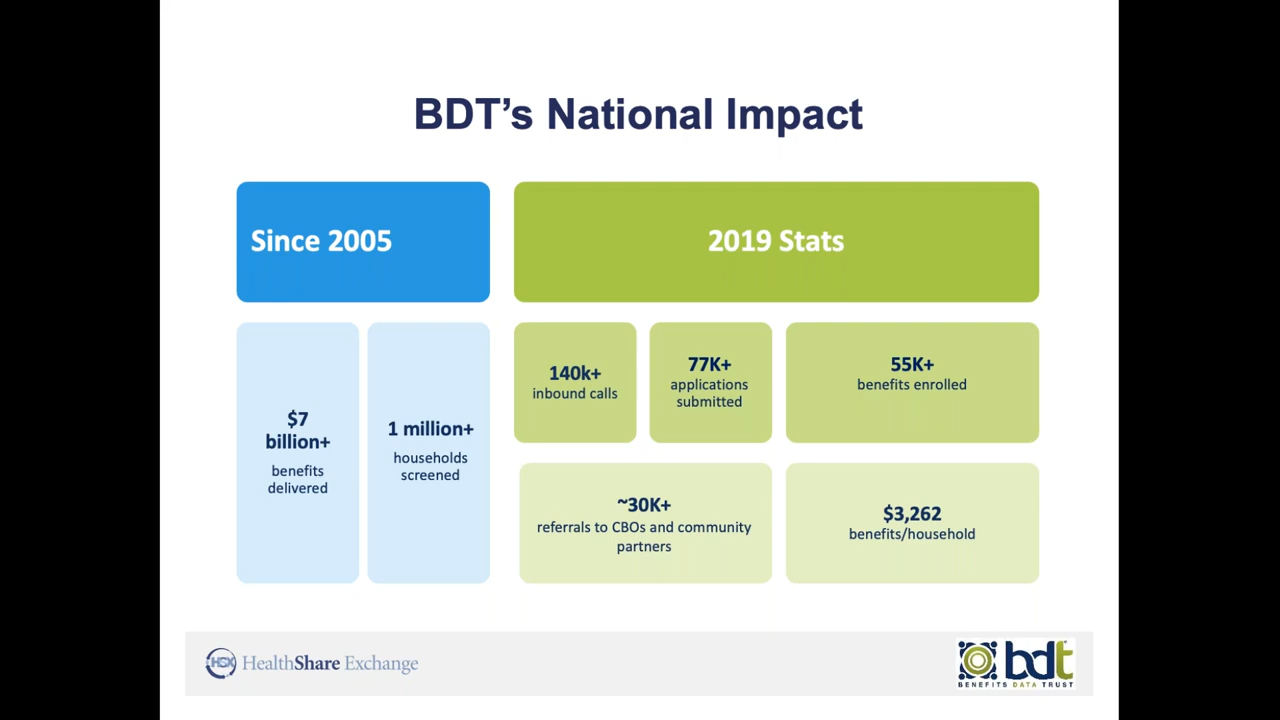 BDT's National Impact
Since 2005
2019 Stats
$7
billion+
benefits
delivered
1 million+
households
screened
140k+
inbound calls
77K+
applications
submitted
55K+
benefits enrolled
~30K+
referrals to CBOs and community
partners
$3,262
benefits/household
HSX HealthShare Exchange
bdt
BENEFITS DATA TRUST